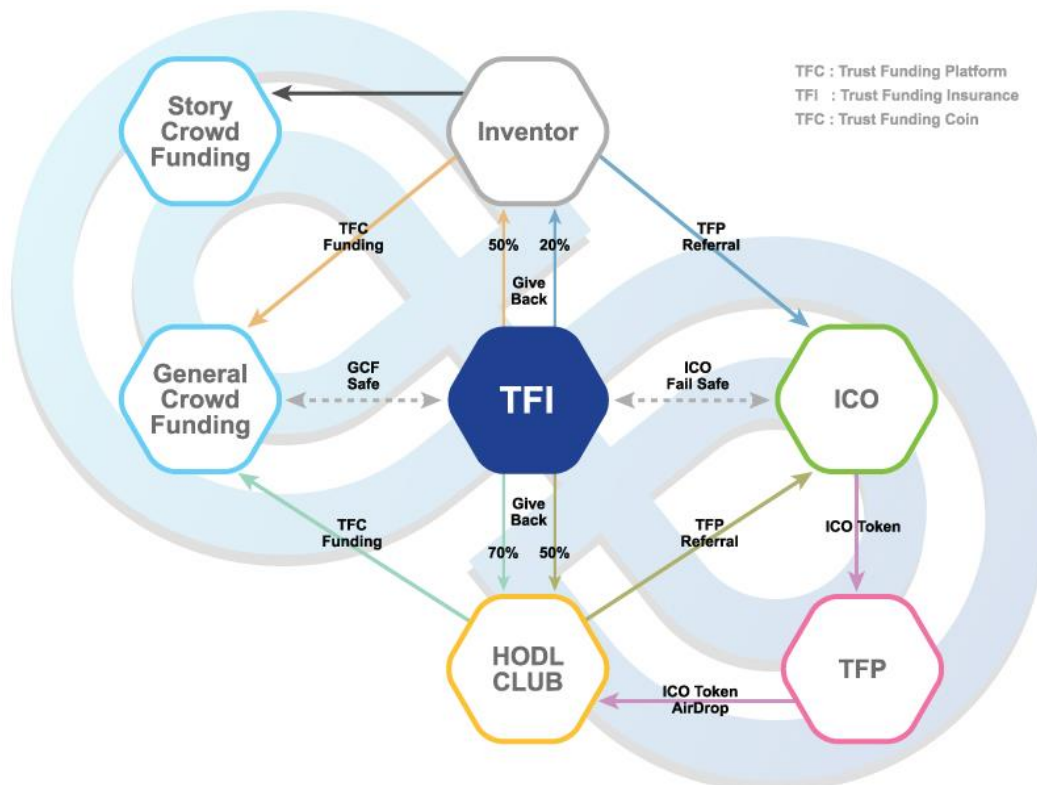 TFC : Trust Funding Platform
TFI : Trust Funding Insurance
TFC : Trust Funding Coin
Story
Crowd
Funding
Inventor
TFC
Funding
50%
20%
Give
Back
TFP
Referral
General
Crowd
Funding
GCF
Safe
TFI
ICO
Fail Safe
ICO
TFC
Funding
Give
Back
70%
50%
TFP
Referral
ICO Token
HODL
CLUB
ICO Token
AirDrop
TFP